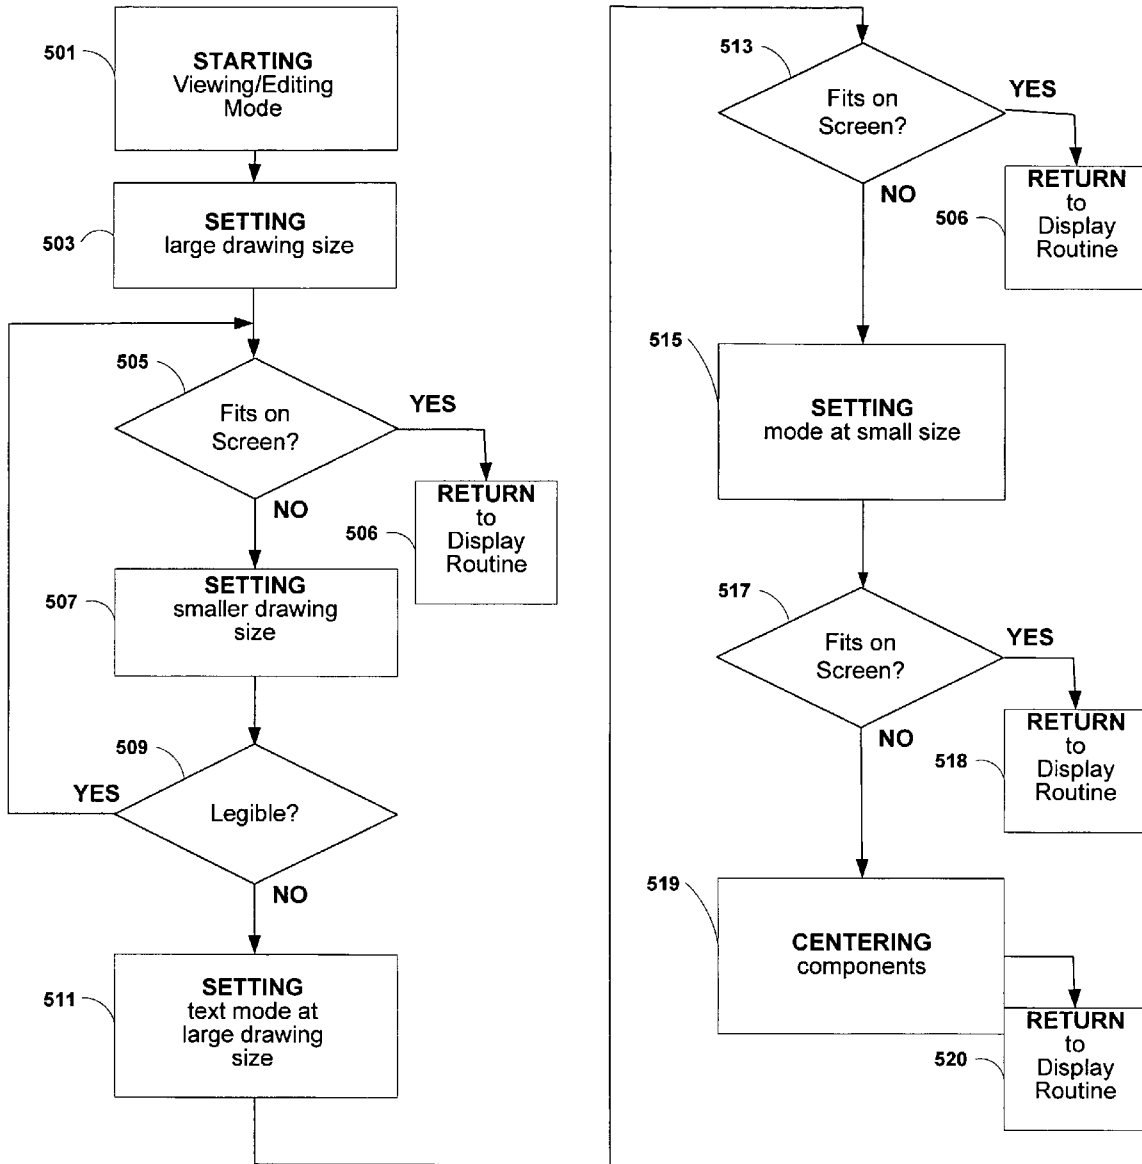 501
STARTING
Viewing/Editing
Mode
503
SETTING
large drawing size
505
Fits on
Screen?
YES
NO
506
RETURN
to
Display
Routine
507
SETTING
smaller drawing
size
509
Legible?
YES
NO
511
SETTING
text mode at
large drawing
size
513
Fits on
Screen?
YES
NO
506
RETURN
to
Display
Routine
515
SETTING
mode at small size
517
Fits on
Screen?
YES
NO
518
RETURN
to
Display
Routine
519
CENTERING
components
520
RETURN
to
Display
Routine